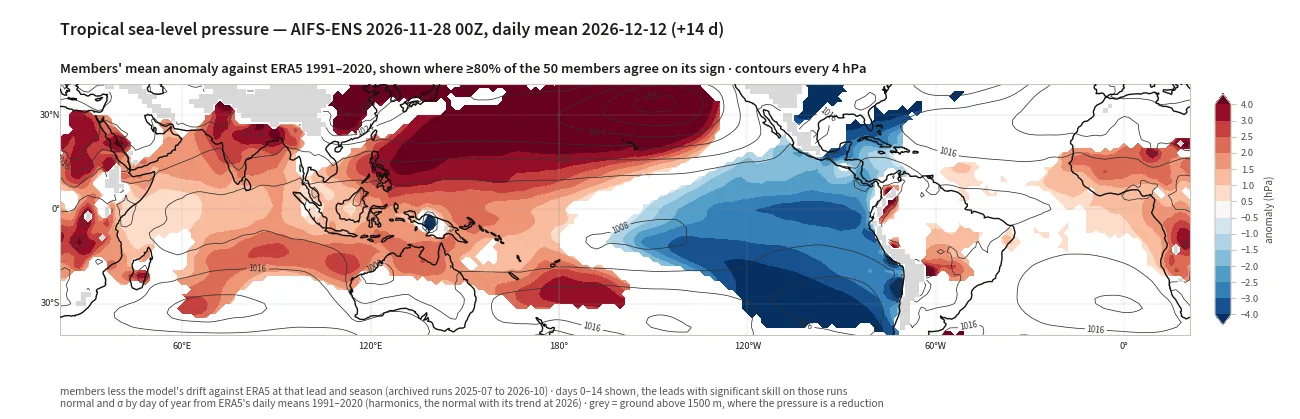 Tropical sea-level pressure — AIFS-ENS 2026-11-28 00Z, daily mean 2026-12-12 (+14 d)
Members' mean anomaly against ERA5 1991–2020, shown where ≥80% of the 50 members agree on its sign · contours every 4 hPa
30°N
0°
30°S
60°E
120°E
180°
120°W
60°W
0°
1016
1016
1008
1016
1016
1016
4.0
3.0
2.5
2.0
1.5
1.0
0.5
−0.5
−1.0
−1.5
−2.0
−2.5
−3.0
−4.0
anomaly (hPa)
members less the model's drift against ERA5 at that lead and season (archived runs 2025-07 to 2026-10) · days 0–14 shown, the leads with significant skill on those runs
normal and σ by day of year from ERA5's daily means 1991–2020 (harmonics, the normal with its trend at 2026) · grey = ground above 1500 m, where the pressure is a reduction